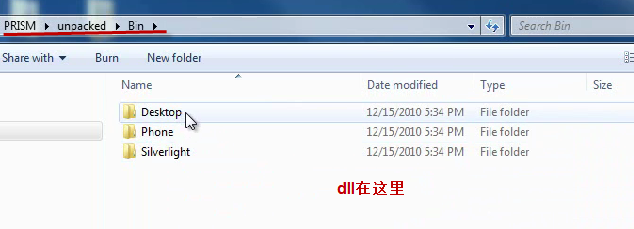 PRISM unpacked Bin
Search Bin
Share with Burn New folder
Name Date modified Type Size
Desktop 12/15/2010 5:34 PM File folder
Phone 12/15/2010 5:34 PM File folder
Silverlight 12/15/2010 5:34 PM File folder
dll在这里